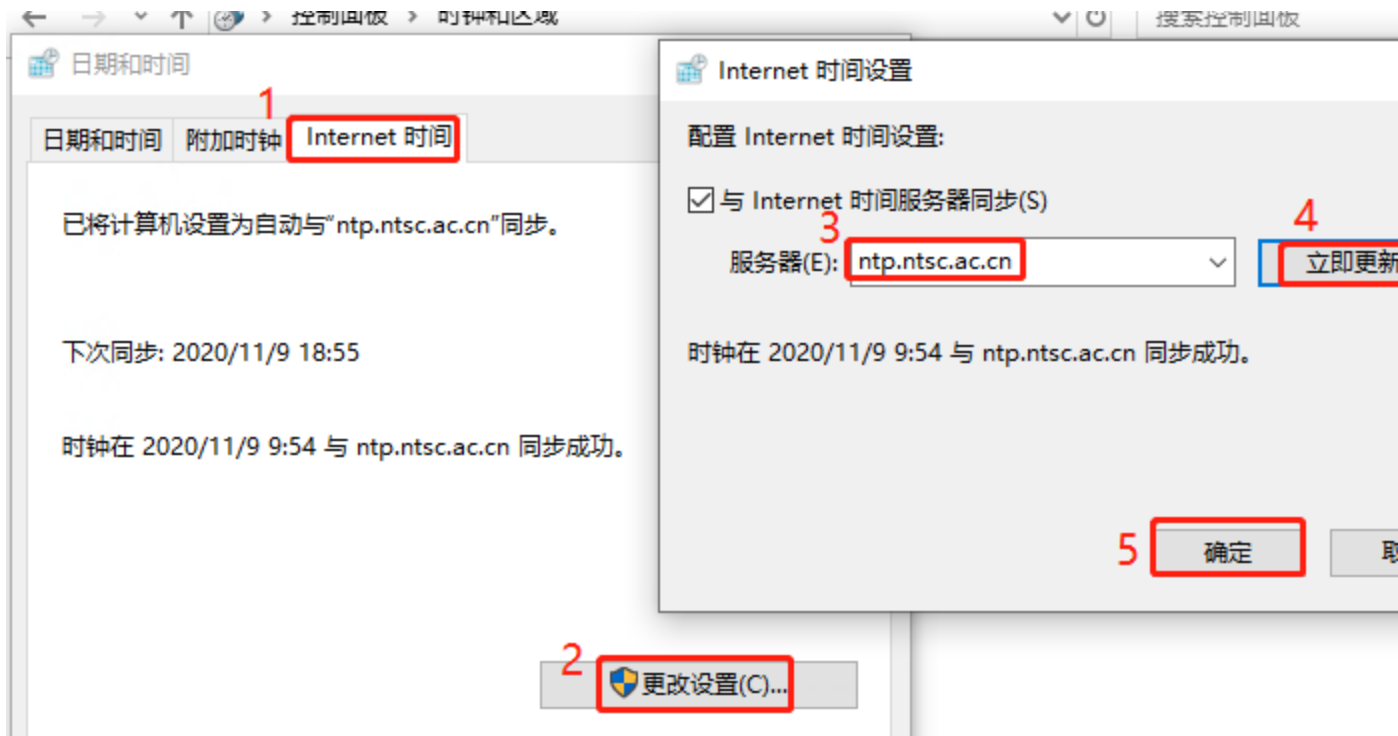 控制面板 › 时钟和区域
搜索控制面板
日期和时间
1
日期和时间 附加时钟 Internet 时间
已将计算机设置为自动与“ntp.ntsc.ac.cn”同步。
下次同步: 2020/11/9 18:55
时钟在 2020/11/9 9:54 与 ntp.ntsc.ac.cn 同步成功。
2
更改设置(C)...
Internet 时间设置
配置 Internet 时间设置:
与 Internet 时间服务器同步(S)
3
4
服务器(E): ntp.ntsc.ac.cn 立即更新
时钟在 2020/11/9 9:54 与 ntp.ntsc.ac.cn 同步成功。
5 确定 取